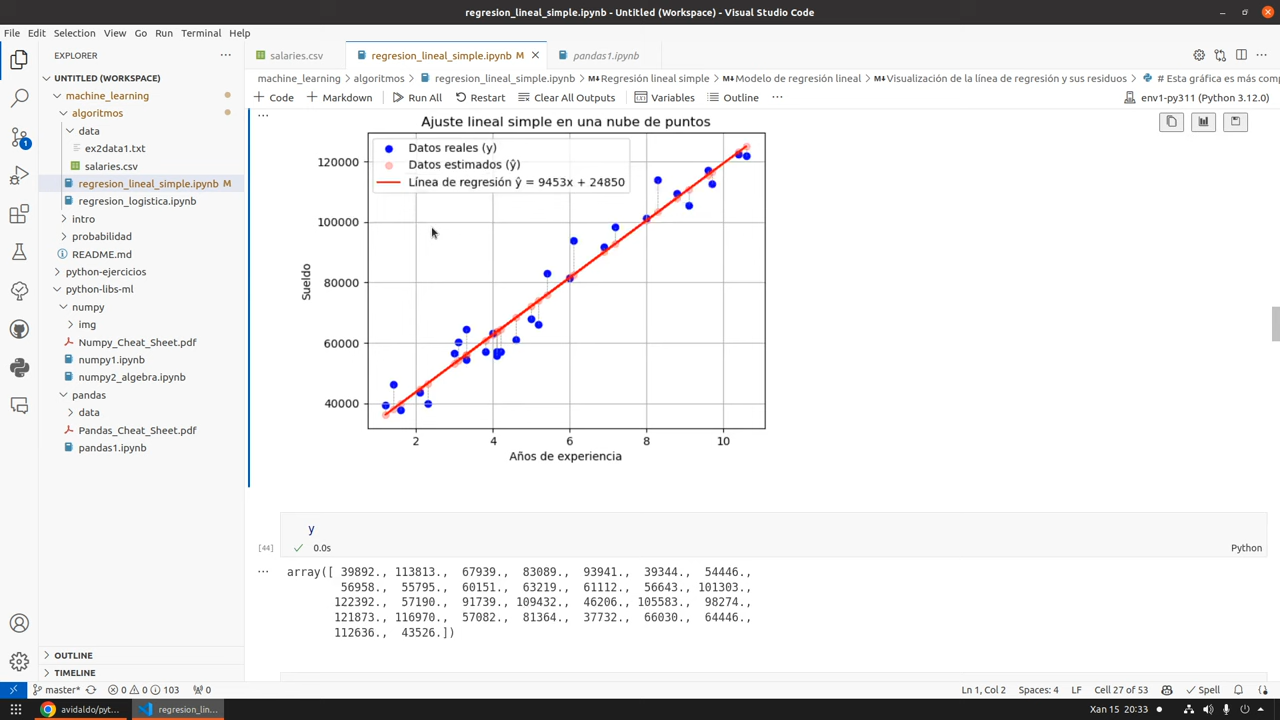 regresion_lineal_simple.ipynb - Untitled (Workspace) - Visual Studio Code
File Edit Selection View Go Run Terminal Help
EXPLORER
UNTITLED (WORKSPACE)
machine_learning
algoritmos
data
ex2data1.txt
salaries.csv
regresion_lineal_simple.ipynb M
regresion_logistica.ipynb
intro
probabilidad
README.md
python-ejercicios
python-libs-ml
numpy
img
Numpy_Cheat_Sheet.pdf
numpy1.ipynb
numpy2_algebra.ipynb
pandas
data
Pandas_Cheat_Sheet.pdf
pandas1.ipynb
OUTLINE
TIMELINE
salaries.csv regresion_lineal_simple.ipynb M pandas1.ipynb
machine_learning > algoritmos > regresion_lineal_simple.ipynb > M↓Regresión lineal simple > M↓Modelo de regresión lineal > M↓Visualización de la línea de regresión y sus residuos > # Esta gráfica es más comp
+ Code + Markdown Run All Restart Clear All Outputs Variables Outline ... env1-py311 (Python 3.12.0)
Ajuste lineal simple en una nube de puntos
Datos reales (y)
Datos estimados (ŷ)
Línea de regresión ŷ = 9453x + 24850
120000
100000
80000
60000
40000
Sueldo
2 4 6 8 10
Años de experiencia
y
[44] 0.0s Python
array([ 39892., 113813., 67939., 83089., 93941., 39344., 54446.,
56958., 55795., 60151., 63219., 61112., 56643., 101303.,
122392., 57190., 91739., 109432., 46206., 105583., 98274.,
121873., 116970., 57082., 81364., 37732., 66030., 64446.,
112636., 43526.])
master* 0 0 103 0 Ln 1, Col 2 Spaces: 4 LF Cell 27 of 53 Spell
avidaldo/pyt... regresion_lin... Xan 15 20:33